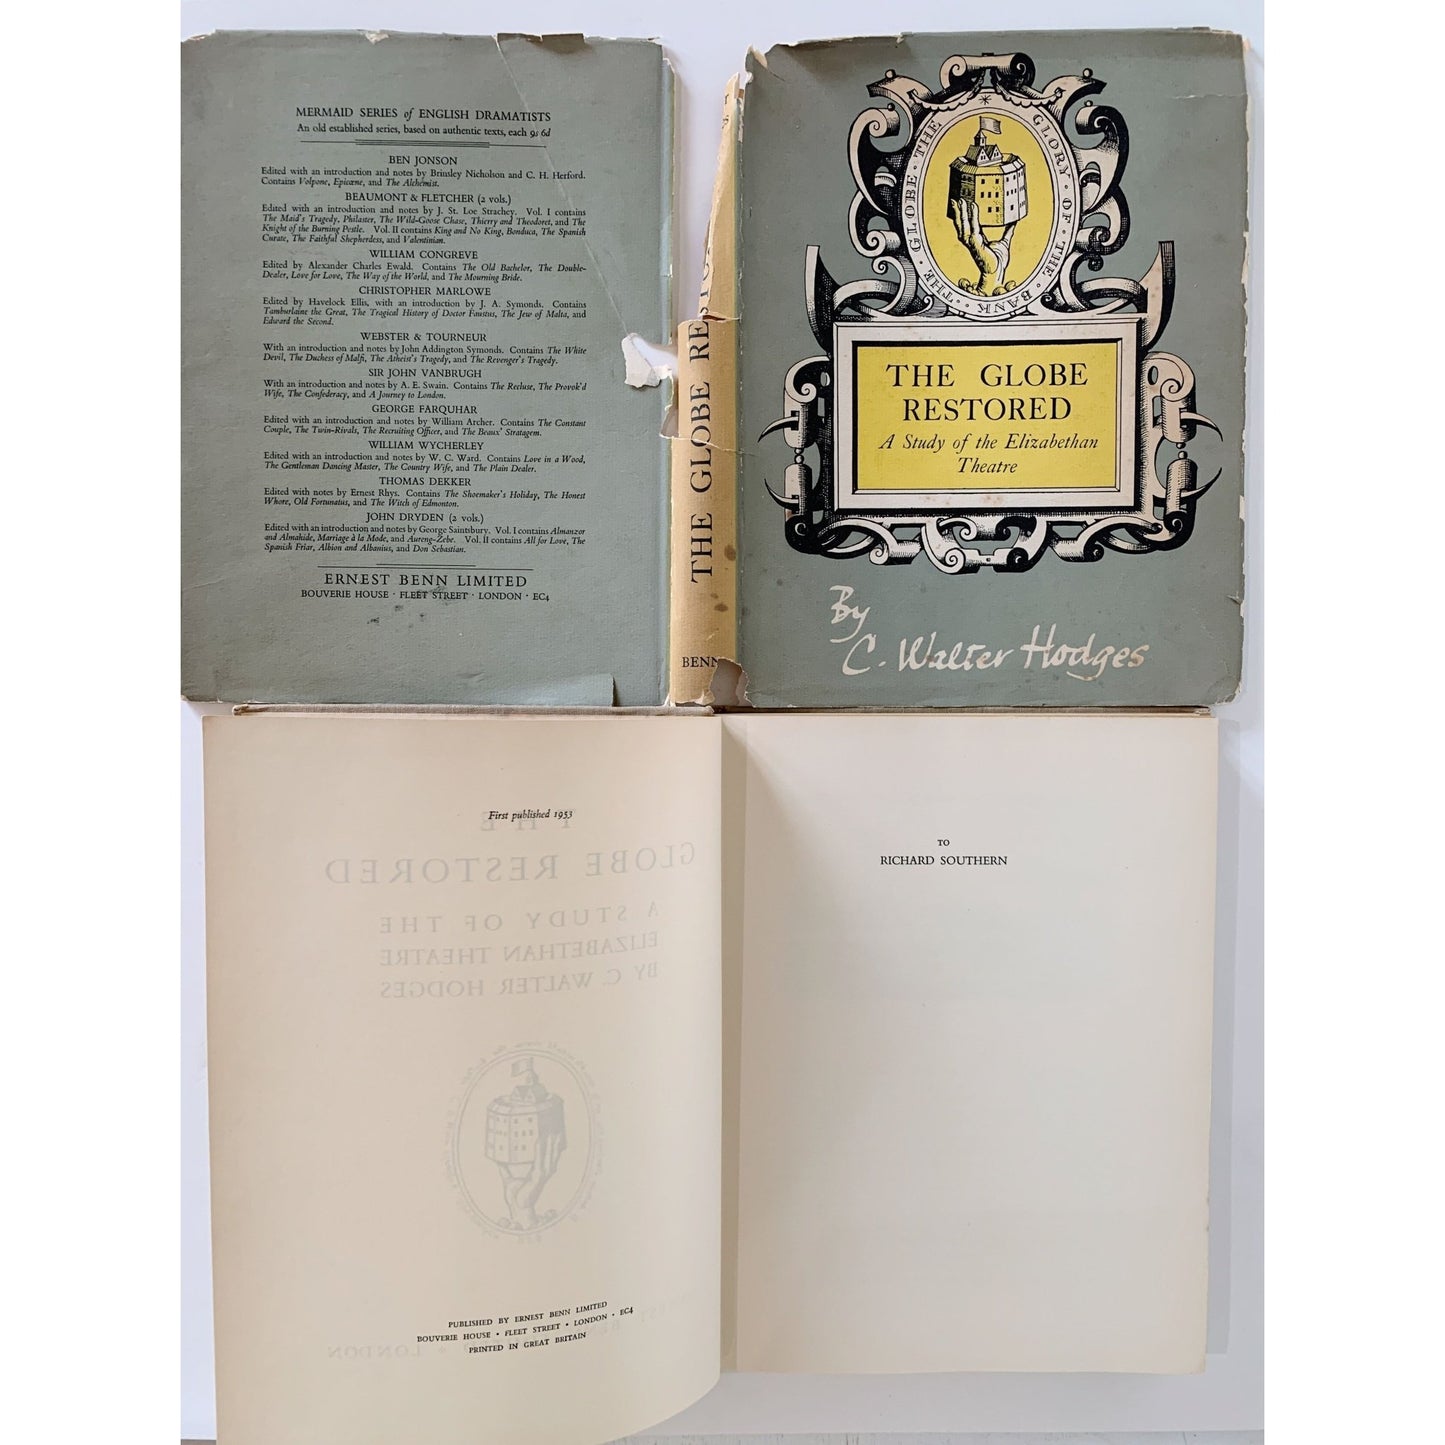 MERMAID SERIES of ENGLISH DRAMATISTS
An old established series, based on authentic texts, each 9s 6d
BEN JONSON
Edited with an introduction and notes by Brinsley Nicholson and C. H. Herford.
Contains Volpone, Epicœne, and The Alchemist.
BEAUMONT & FLETCHER (2 vols.)
Edited with an introduction and notes by J. St. Loe Strachey. Vol. I contains
The Maid's Tragedy, Philaster, The Wild-Goose Chase, Thierry and Theodoret, and The
Knight of the Burning Pestle. Vol. II contains King and No King, Bonduca, The Spanish
Curate, The Faithful Shepherdess, and Valentinian.
WILLIAM CONGREVE
Edited by Alexander Charles Ewald. Contains The Old Bachelor, The Double-
Dealer, Love for Love, The Way of the World, and The Mourning Bride.
CHRISTOPHER MARLOWE
Edited by Havelock Ellis, with an introduction by J. A. Symonds. Contains
Tamburlaine the Great, The Tragical History of Doctor Faustus, The Jew of Malta, and
Edward the Second.
WEBSTER & TOURNEUR
With an introduction and notes by John Addington Symonds. Contains The White
Devil, The Duchess of Malfi, The Atheist's Tragedy, and The Revenger's Tragedy.
SIR JOHN VANBRUGH
With an introduction and notes by A. E. Swain. Contains The Recluse, The Provok'd
Wife, The Confederacy, and A Journey to London.
GEORGE FARQUHAR
Edited with an introduction and notes by William Archer. Contains The Constant
Couple, The Twin-Rivals, The Recruiting Officer, and The Beaux' Stratagem.
WILLIAM WYCHERLEY
Edited with an introduction and notes by W. C. Ward. Contains Love in a Wood,
The Gentleman Dancing Master, The Country Wife, and The Plain Dealer.
THOMAS DEKKER
Edited with notes by Ernest Rhys. Contains The Shoemaker's Holiday, The Honest
Whore, Old Fortunatus, and The Witch of Edmonton.
JOHN DRYDEN (2 vols.)
Edited with an introduction and notes by George Saintsbury. Vol. I contains Almanzor
and Almahide, Marriage à la Mode, and Aureng-Zebe. Vol. II contains All for Love, The
Spanish Friar, Albion and Albanius, and Don Sebastian.
ERNEST BENN LIMITED
BOUVERIE HOUSE · FLEET STREET · LONDON · EC4
THE GLOBE RESTO
BENN
THE · GLOBE · THE * GLORY · OF · THE · BANK ·
THE GLOBE
RESTORED
A Study of the Elizabethan
Theatre
By
C. Walter Hodges
First published 1953
THE
GLOBE RESTORED
A STUDY OF THE
ELIZABETHAN THEATRE
BY C. WALTER HODGES
PUBLISHED BY ERNEST BENN LIMITED
BOUVERIE HOUSE · FLEET STREET · LONDON · EC4
PRINTED IN GREAT BRITAIN
LONDON
TO
RICHARD SOUTHERN